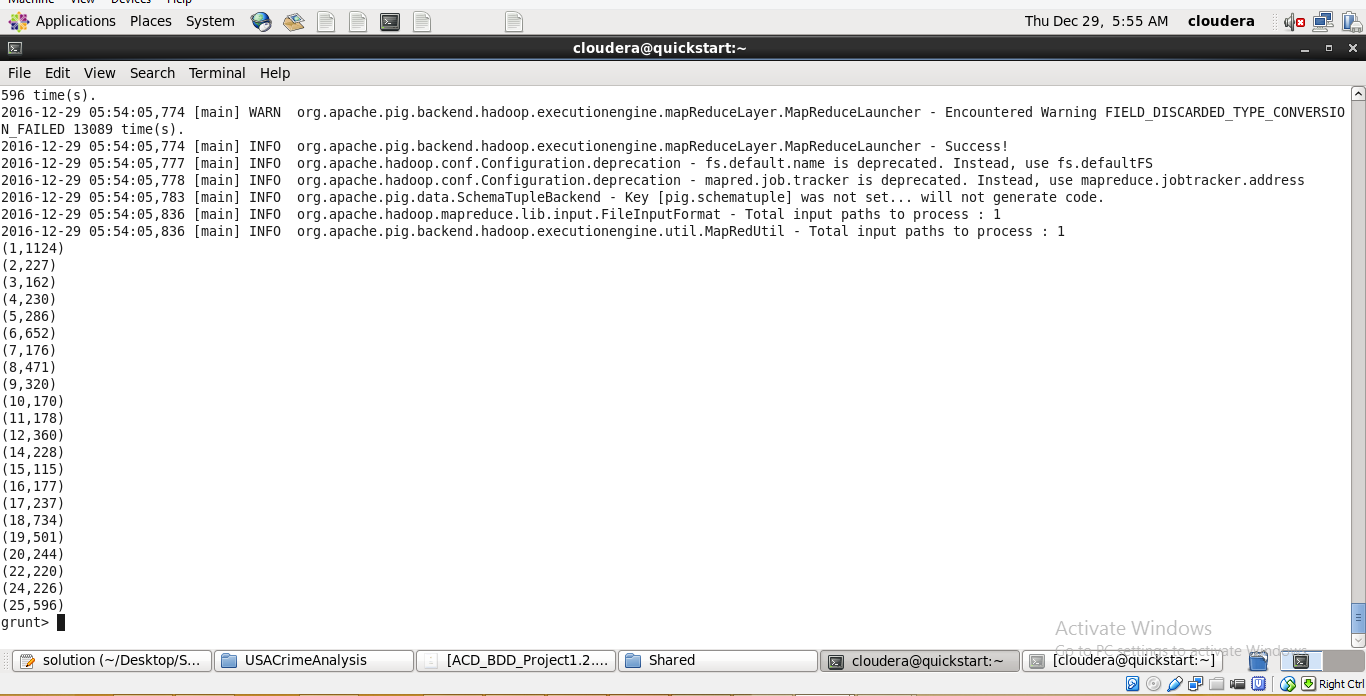 Machine View Devices Help
Applications Places System Thu Dec 29, 5:55 AM cloudera
cloudera@quickstart:~
File Edit View Search Terminal Help
596 time(s).
2016-12-29 05:54:05,774 [main] WARN  org.apache.pig.backend.hadoop.executionengine.mapReduceLayer.MapReduceLauncher - Encountered Warning FIELD_DISCARDED_TYPE_CONVERSIO
N_FAILED 13089 time(s).
2016-12-29 05:54:05,774 [main] INFO  org.apache.pig.backend.hadoop.executionengine.mapReduceLayer.MapReduceLauncher - Success!
2016-12-29 05:54:05,777 [main] INFO  org.apache.hadoop.conf.Configuration.deprecation - fs.default.name is deprecated. Instead, use fs.defaultFS
2016-12-29 05:54:05,778 [main] INFO  org.apache.hadoop.conf.Configuration.deprecation - mapred.job.tracker is deprecated. Instead, use mapreduce.jobtracker.address
2016-12-29 05:54:05,783 [main] INFO  org.apache.pig.data.SchemaTupleBackend - Key [pig.schematuple] was not set... will not generate code.
2016-12-29 05:54:05,836 [main] INFO  org.apache.hadoop.mapreduce.lib.input.FileInputFormat - Total input paths to process : 1
2016-12-29 05:54:05,836 [main] INFO  org.apache.pig.backend.hadoop.executionengine.util.MapRedUtil - Total input paths to process : 1
(1,1124)
(2,227)
(3,162)
(4,230)
(5,286)
(6,652)
(7,176)
(8,471)
(9,320)
(10,170)
(11,178)
(12,360)
(14,228)
(15,115)
(16,177)
(17,237)
(18,734)
(19,501)
(20,244)
(22,220)
(24,226)
(25,596)
grunt>
Activate Windows
Go to PC settings to activate Windows.
solution (~/Desktop/S... USACrimeAnalysis [ACD_BDD_Project1.2.... Shared cloudera@quickstart:~ [cloudera@quickstart:~]
Right Ctrl